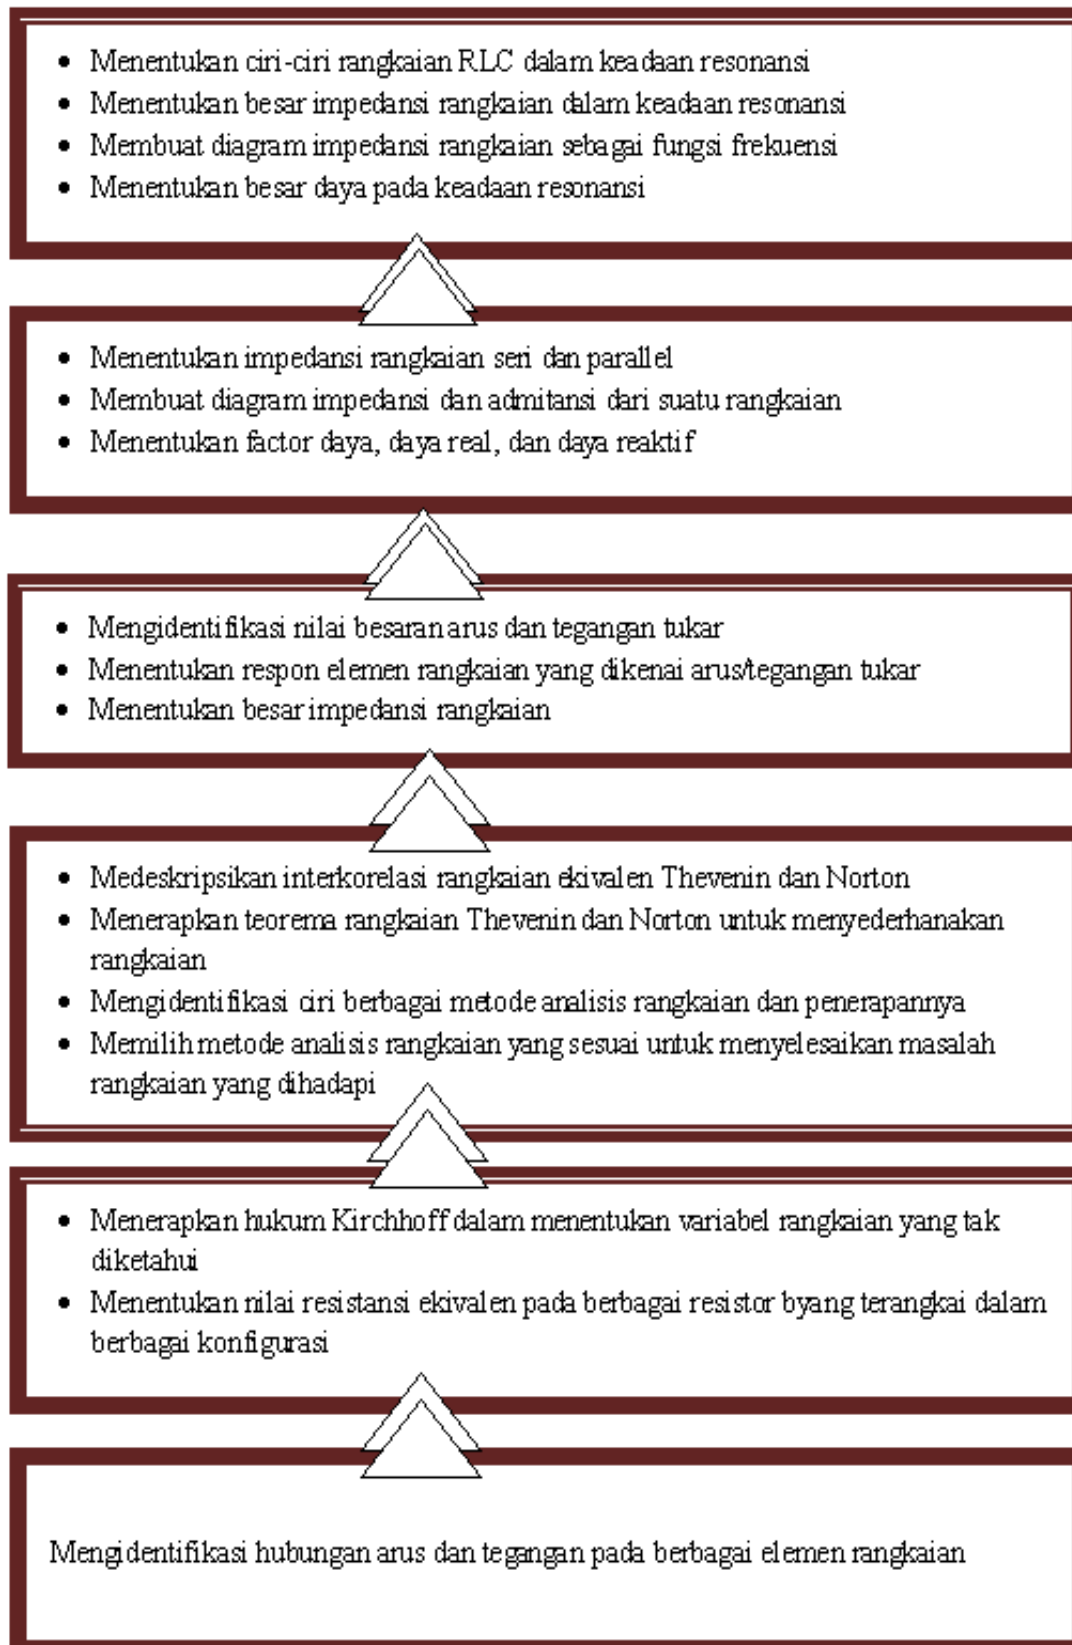 • Menentukan ciri-ciri rangkaian RLC dalam keadaan resonansi
• Menentukan besar impedansi rangkaian dalam keadaan resonansi
• Membuat diagram impedansi rangkaian sebagai fungsi frekuensi
• Menentukan besar daya pada keadaan resonansi
• Menentukan impedansi rangkaian seri dan parallel
• Membuat diagram impedansi dan admitansi dari suatu rangkaian
• Menentukan factor daya, daya real, dan daya reaktif
• Mengidentifikasi nilai besaran arus dan tegangan tukar
• Menentukan respon elemen rangkaian yang dikenai arus/tegangan tukar
• Menentukan besar impedansi rangkaian
• Medeskripsikan interkorelasi rangkaian ekivalen Thevenin dan Norton
• Menerapkan teorema rangkaian Thevenin dan Norton untuk menyederhanakan
rangkaian
• Mengidentifikasi ciri berbagai metode analisis rangkaian dan penerapannya
• Memilih metode analisis rangkaian yang sesuai untuk menyelesaikan masalah
rangkaian yang dihadapi
• Menerapkan hukum Kirchhoff dalam menentukan variabel rangkaian yang tak
diketahui
• Menentukan nilai resistansi ekivalen pada berbagai resistor byang terangkai dalam
berbagai konfigurasi
Mengidentifikasi hubungan arus dan tegangan pada berbagai elemen rangkaian